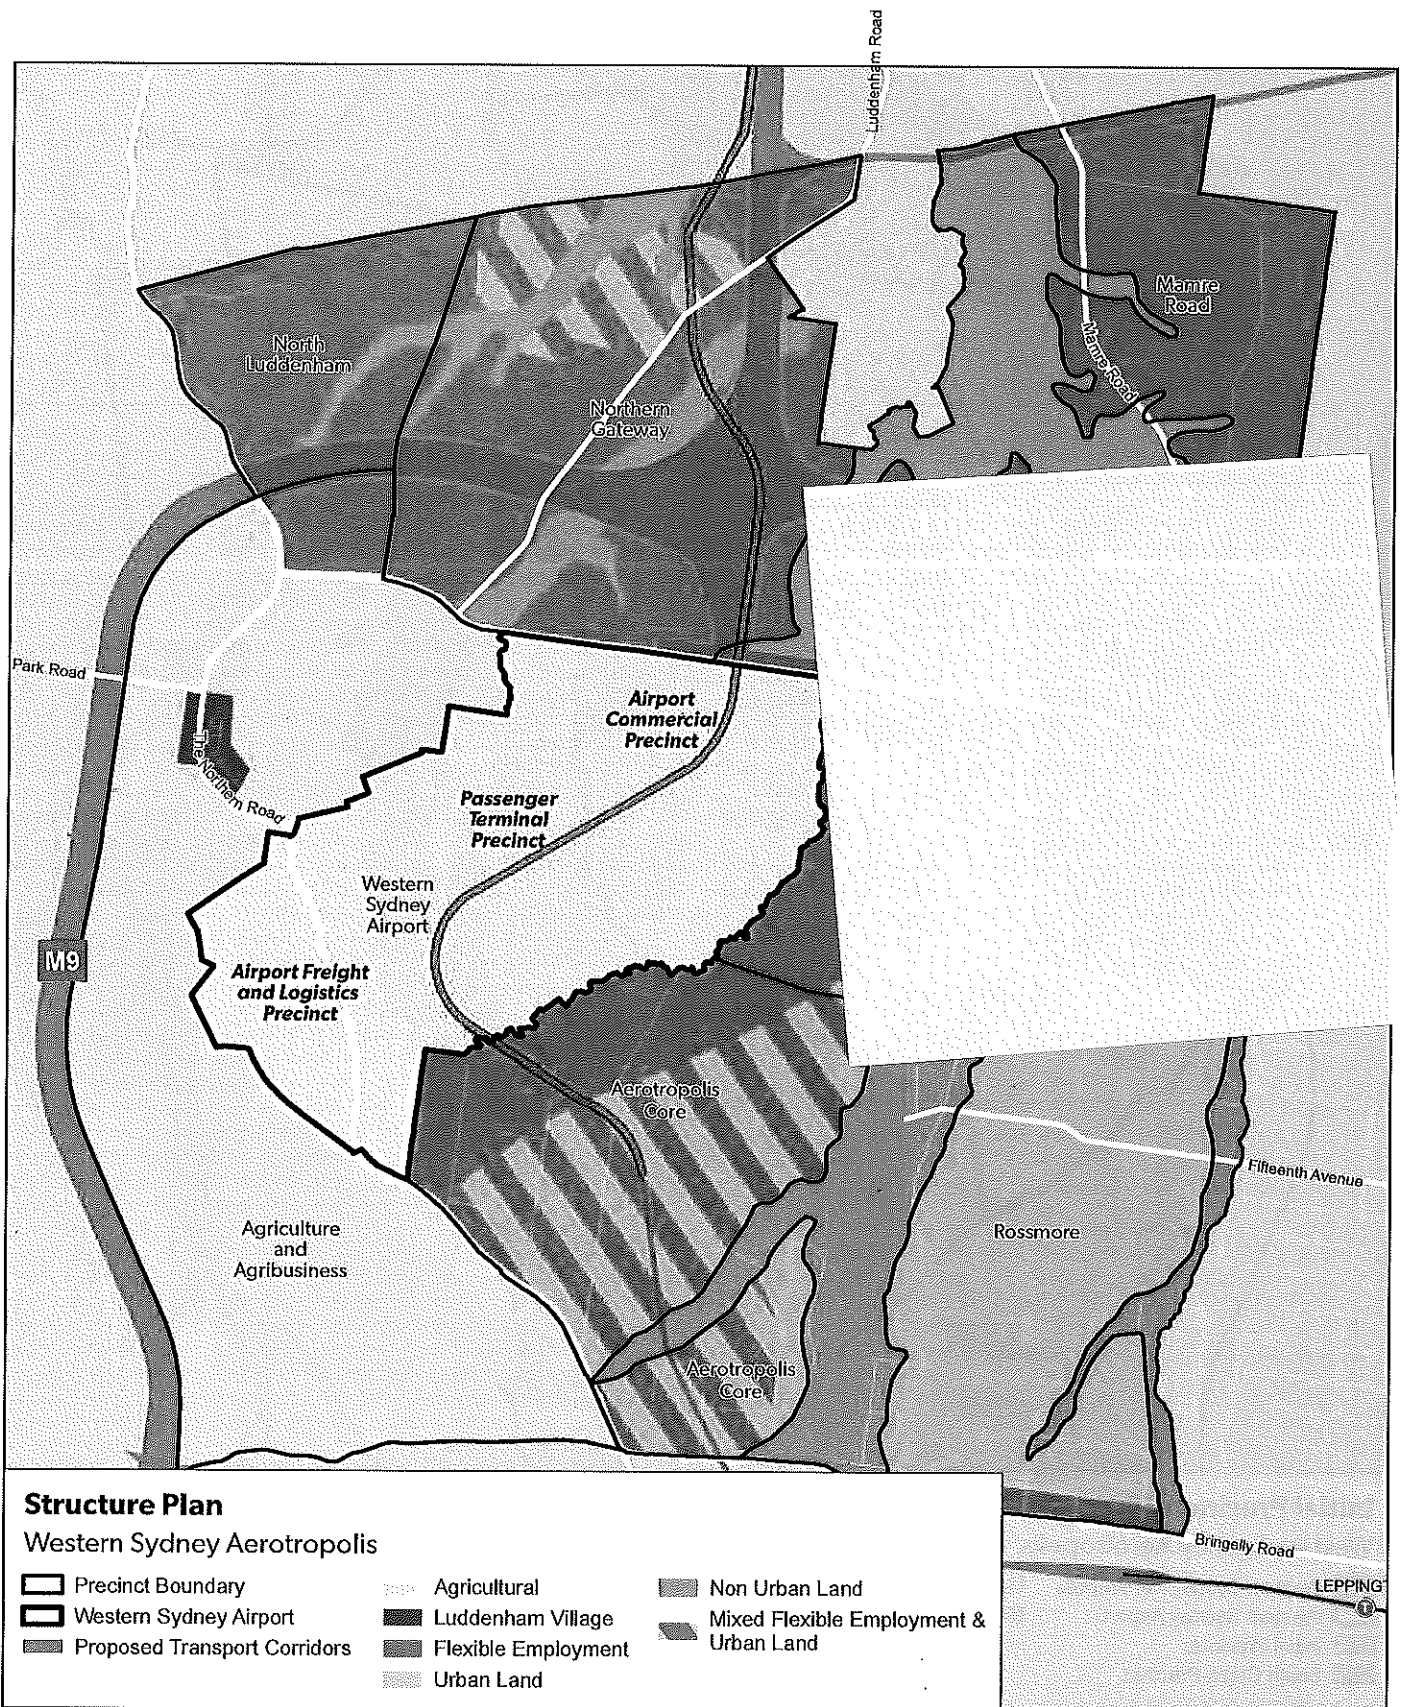 Luddenham Road
Mamre
Road
North
Luddenham
Mamre Road
Northern
Gateway
Park Road
Airport
Commercial
Precinct
The Northern Road
Passenger
Terminal
Precinct
Western
Sydney
Airport
M9
Airport Freight
and Logistics
Precinct
Aerotropolis
Core
Fifteenth Avenue
Agriculture
and
Agribusiness
Rossmore
Aerotropolis
Core
Structure Plan
Western Sydney Aerotropolis
Precinct Boundary
Western Sydney Airport
Proposed Transport Corridors
Agricultural
Luddenham Village
Flexible Employment
Urban Land
Non Urban Land
Mixed Flexible Employment &
Urban Land
Bringelly Road
LEPPING
T